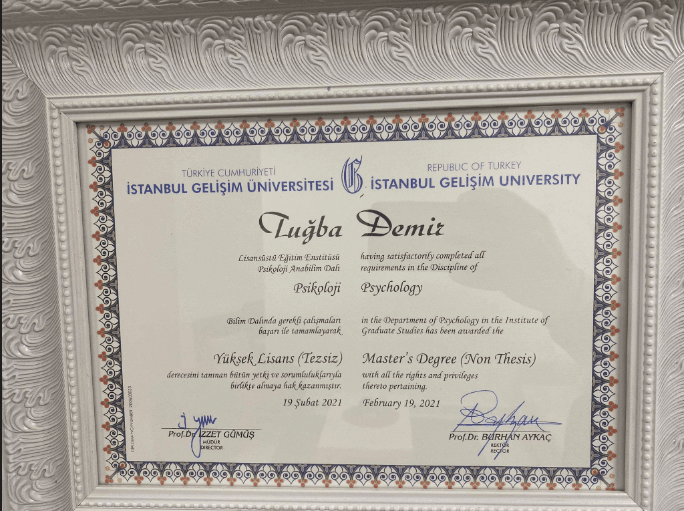 TÜRKİYE CUMHURİYETİ
İSTANBUL GELİŞİM ÜNİVERSİTESİ
REPUBLIC OF TURKEY
İSTANBUL GELİŞİM UNIVERSITY
Tuğba Demir
Lisansüstü Eğitim Enstitüsü
Psikoloji Anabilim Dalı
having satisfactorily completed all
requirements in the Discipline of
Psikoloji
Psychology
Bilim Dalında gerekli çalışmaları
başarı ile tamamlayarak
in the Department of Psychology in the Institute of
Graduate Studies has been awarded the
Yüksek Lisans (Tezsiz)
Master's Degree (Non Thesis)
derecesini tamnan bütün yetki ve sorumluluklarıyla
birlikte almaya hak kazanmıştır.
with all the rights and privileges
thereto pertaining.
19 Şubat 2021
February 19, 2021
Prof.Dr. İZZET GÜMÜŞ
MÜDÜR
DIRECTOR
Prof.Dr. BURHAN AYKAÇ
REKTÖR
RECTOR